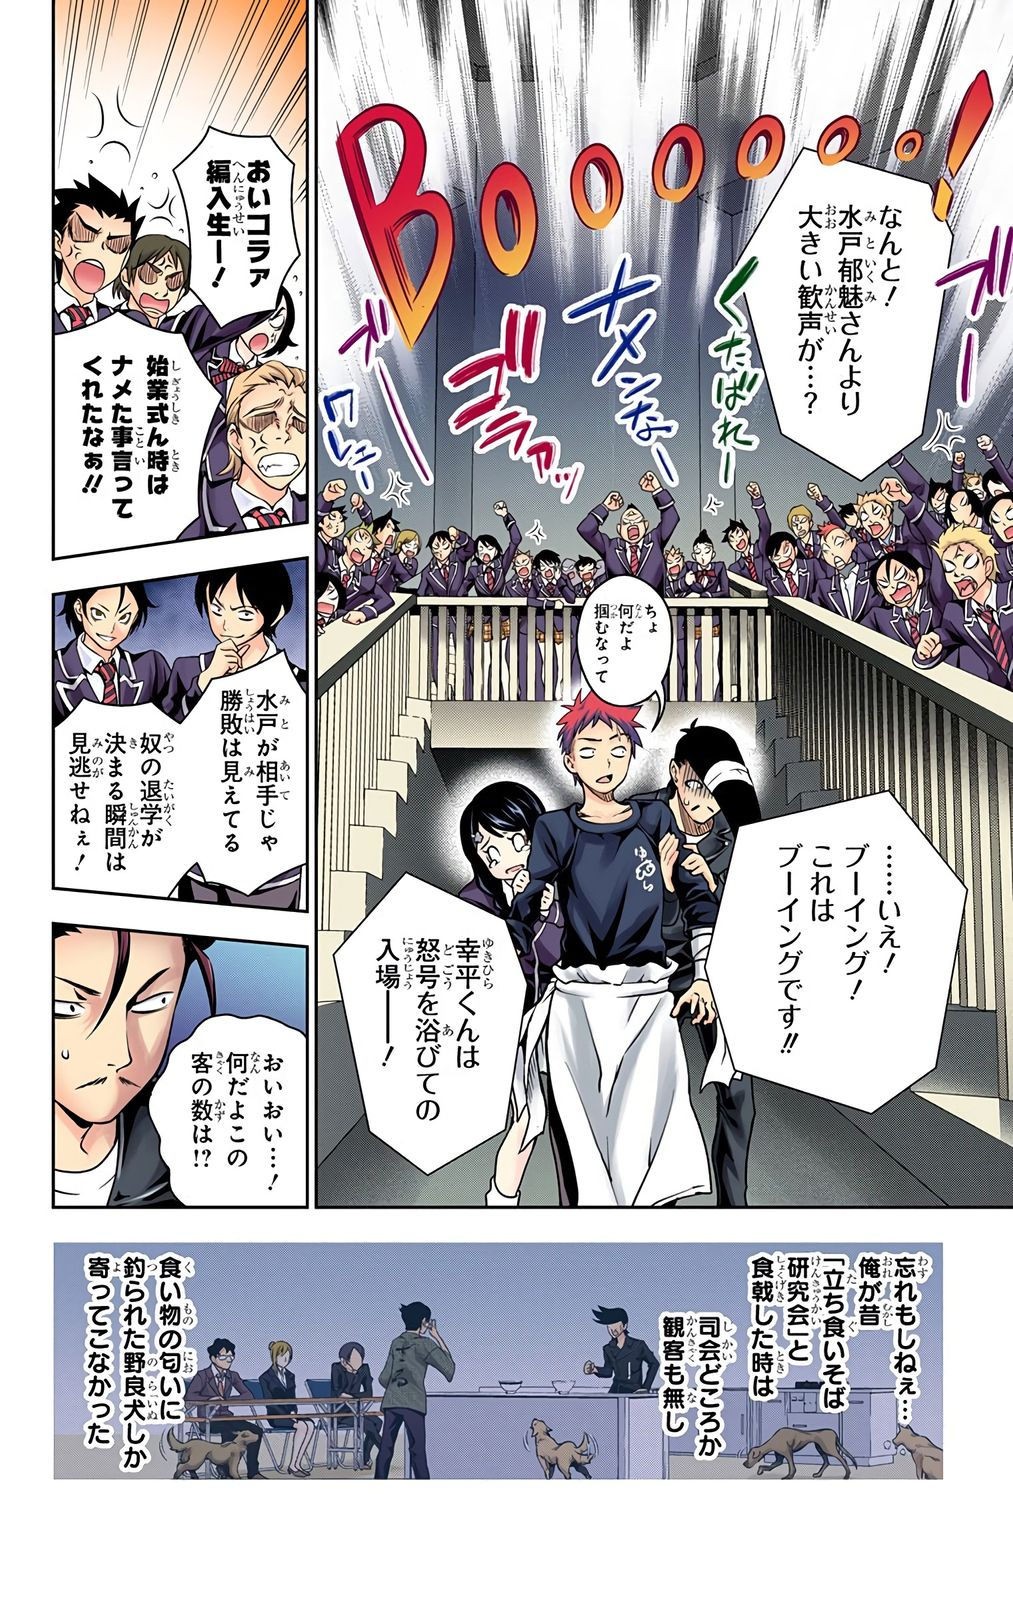 Boooooo!
なんと!
水戸郁魅さんより
大きい歓声が…?
くたばれー
ナメンなー
ゴラァッ
ワレェー
ちょ
何だよ
掴むなって
……いえ!
ブーイング!
これは
ブーイングです!!
ゆきひら
幸平くんは
怒号を浴びての
入場――!
おいコラァ
編入生ー!
始業式ん時は
ナメた事言って
くれたなぁ!!
水戸が相手じゃ
勝敗は見えてる
奴の退学が
決まる瞬間は
見逃せねぇ!
おいおい…!
何だよこの
客の数は!?
忘れもしねぇ…
俺が昔
「立ち食いそば
研究会」と
食戟した時は
司会どころか
観客も無し
食い物の匂いに
釣られた野良犬しか
寄ってこなかった